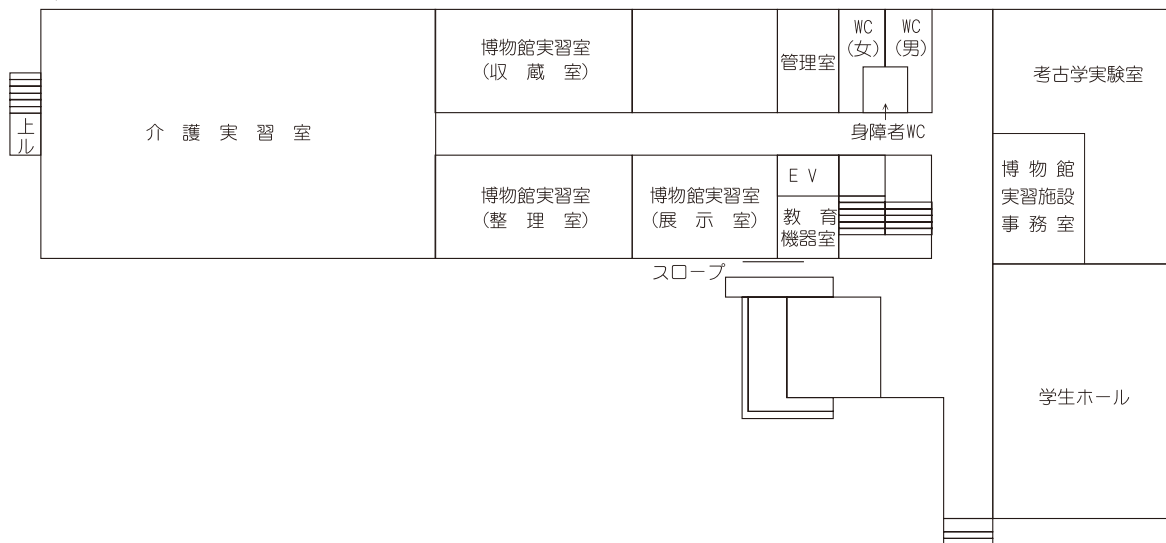 博物館実習室
(収　蔵　室)
管理室
WC
(女)
WC
(男)
考古学実験室
上ル
介　護　実　習　室
身障者WC
博物館実習室
(整　理　室)
博物館実習室
(展　示　室)
EV
教　育
機器室
博　物　館
実習施設
事　務　室
スロープ
学生ホール